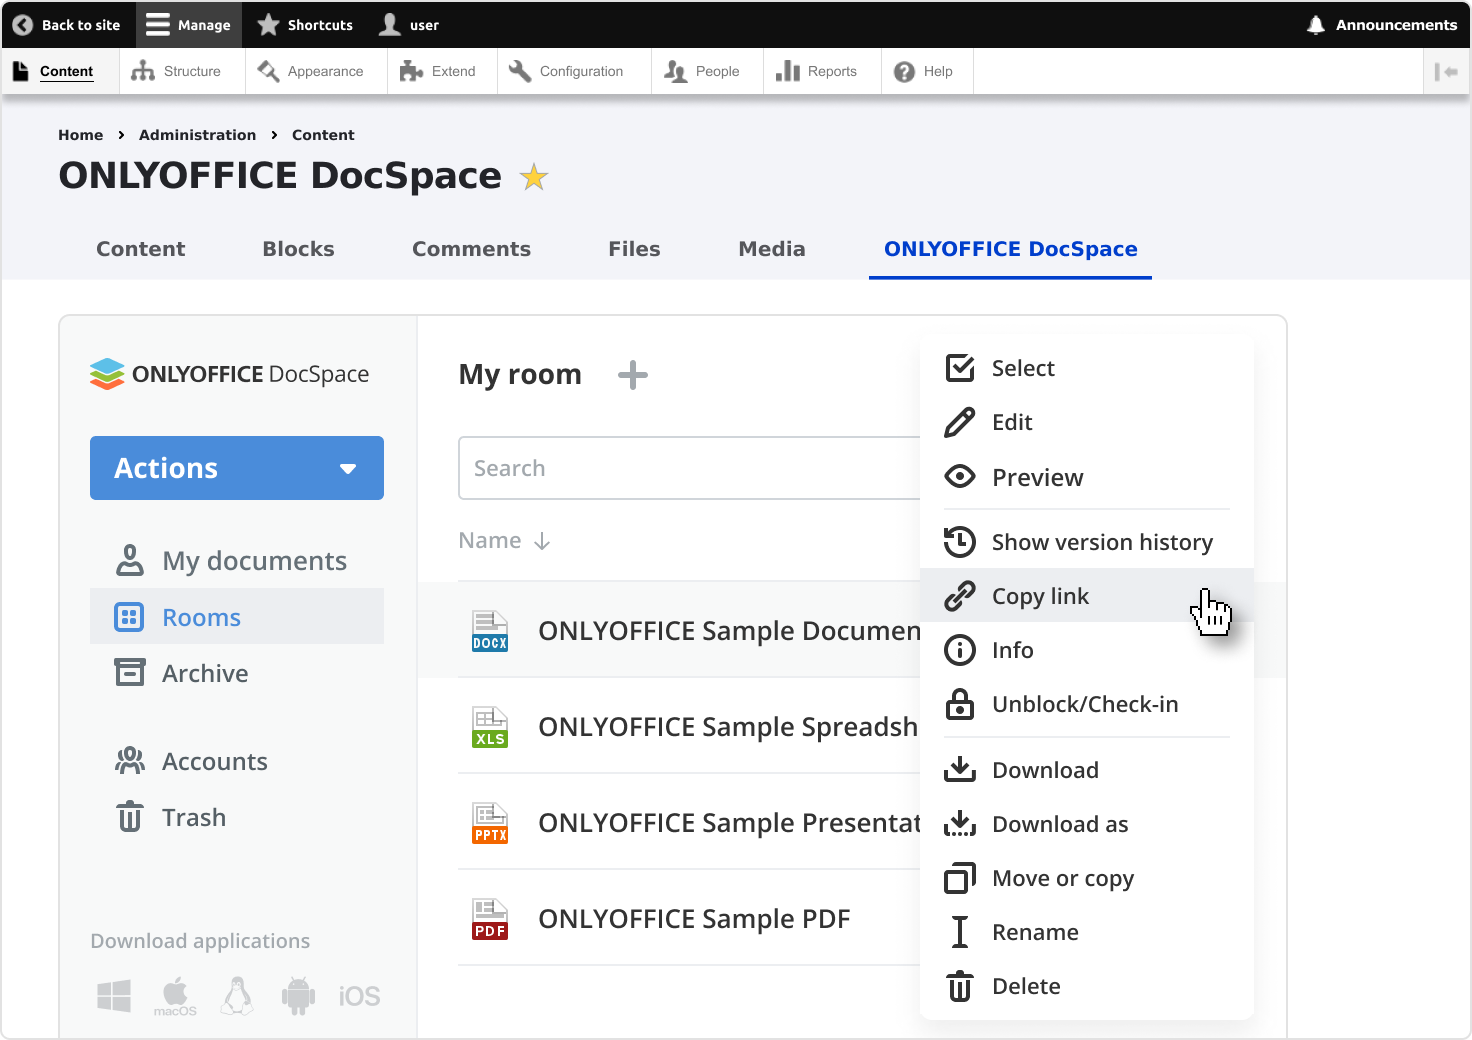 Back to site Manage Shortcuts user Announcements
Content Structure Appearance Extend Configuration People Reports Help
Home › Administration › Content
ONLYOFFICE DocSpace
Content Blocks Comments Files Media ONLYOFFICE DocSpace
ONLYOFFICE DocSpace
Actions
My documents
Rooms
Archive
Accounts
Trash
Download applications
macOS
iOS
My room
Search
Name
DOCX ONLYOFFICE Sample Documen
XLS ONLYOFFICE Sample Spreadsh
PPTX ONLYOFFICE Sample Presentat
PDF ONLYOFFICE Sample PDF
Select
Edit
Preview
Show version history
Copy link
Info
Unblock/Check-in
Download
Download as
Move or copy
Rename
Delete